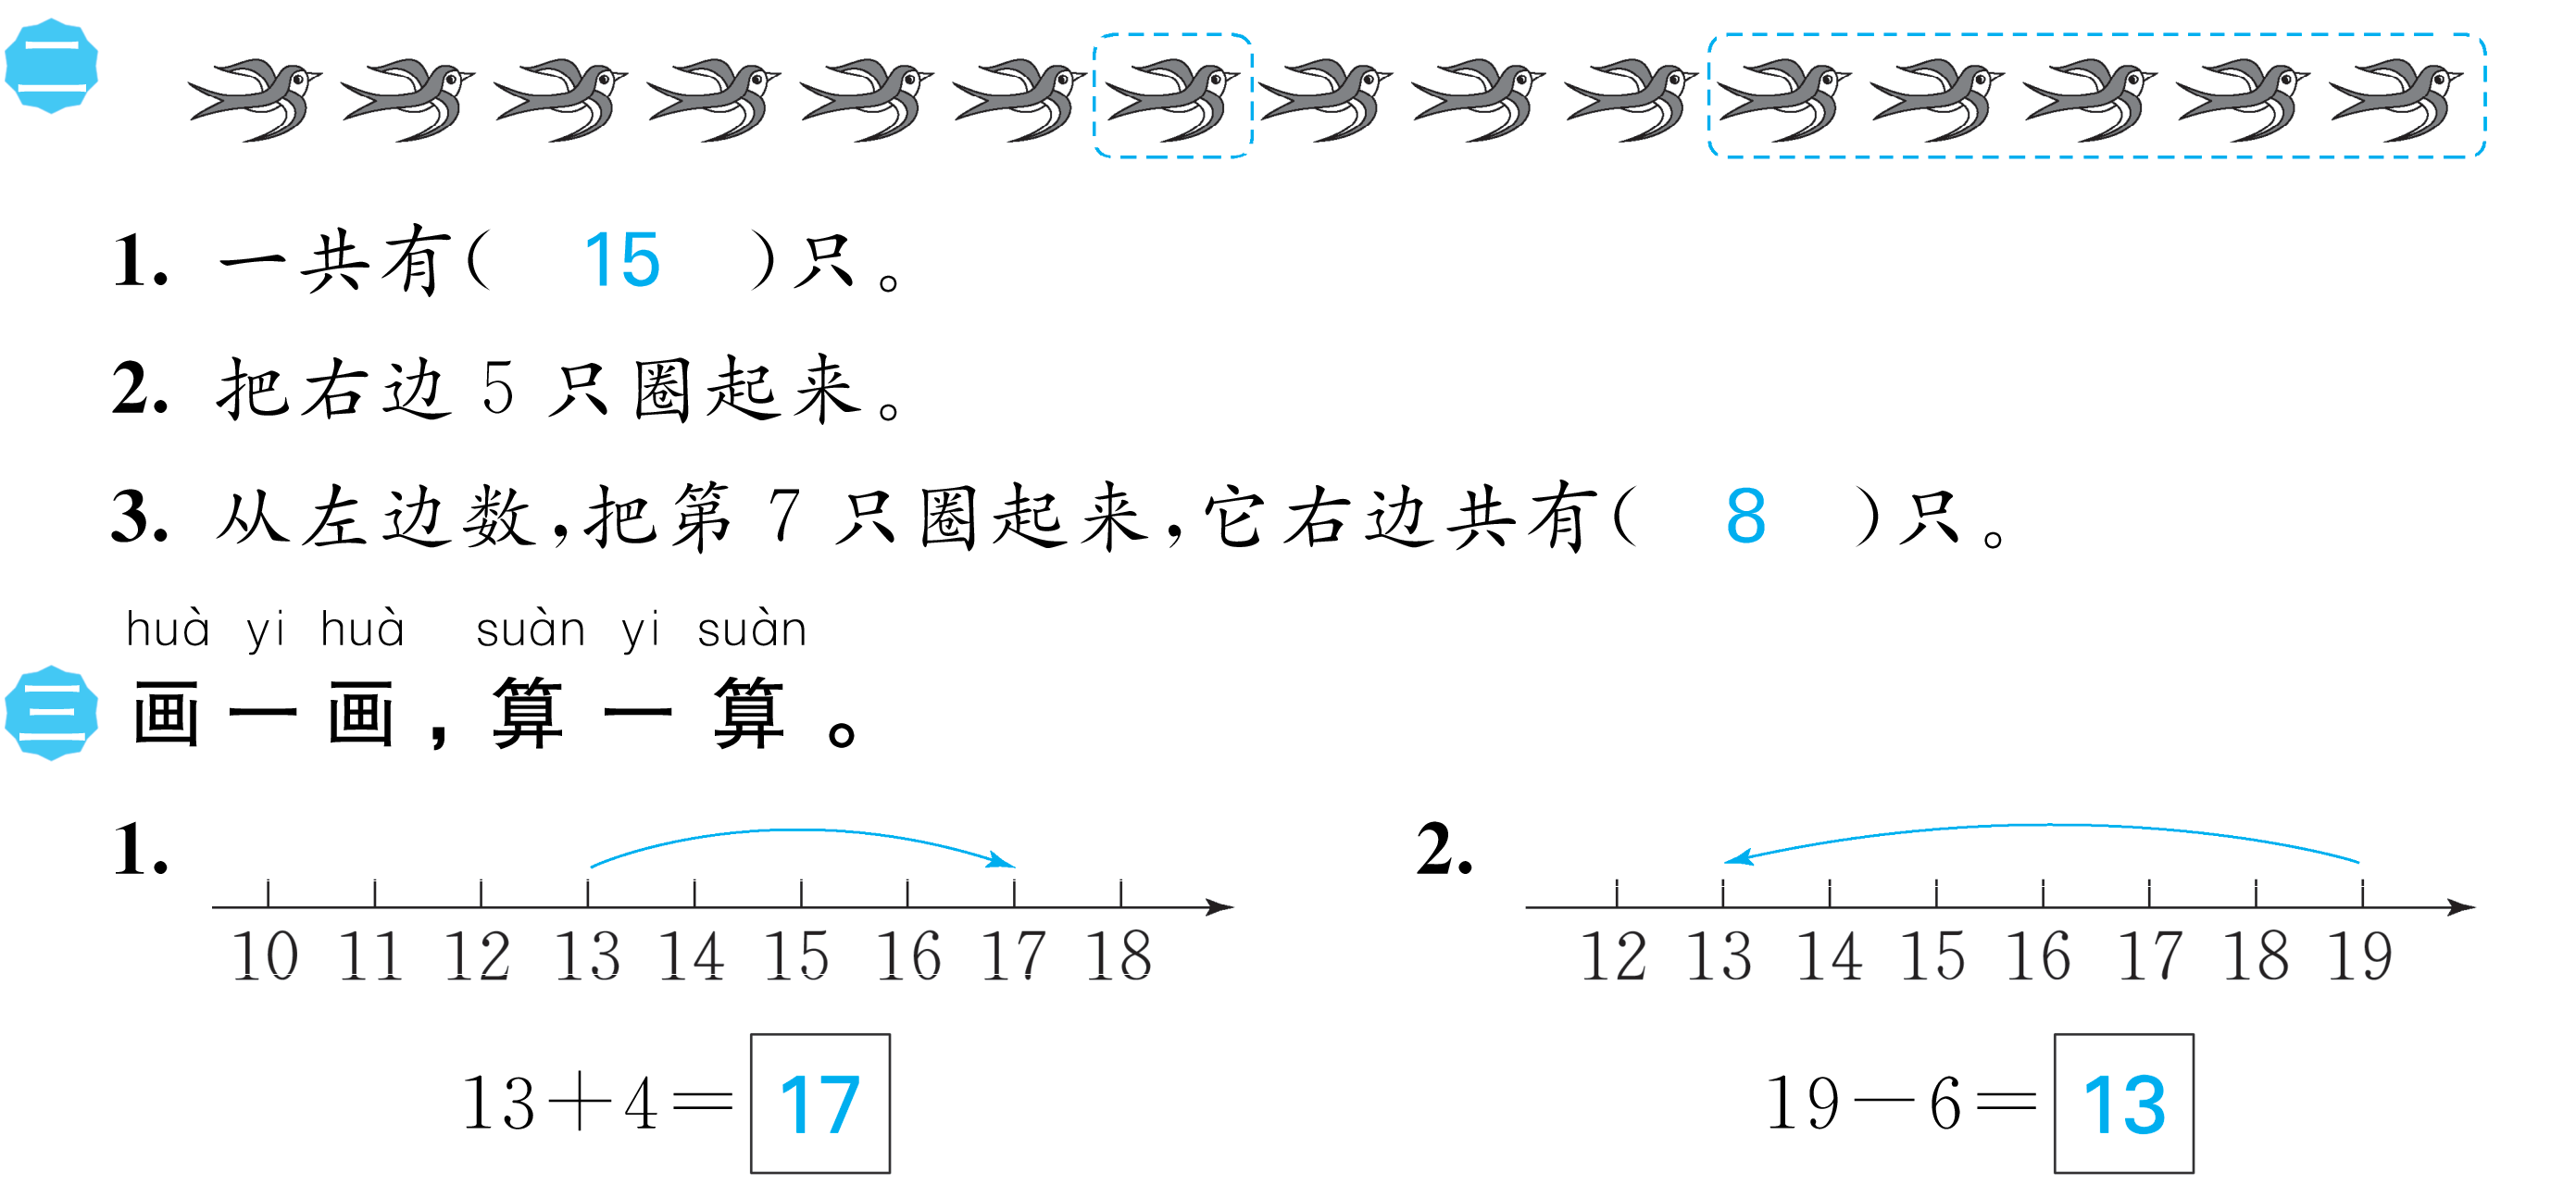 二
1. 一共有( 15 )只。
2. 把右边 5 只圈起来。
3. 从左边数,把第 7 只圈起来,它右边共有( 8 )只。
huà yi huà suàn yi suàn
三 画一画,算一算。
1. 2.
10 11 12 13 14 15 16 17 18 12 13 14 15 16 17 18 19
13+4=17 19-6=13